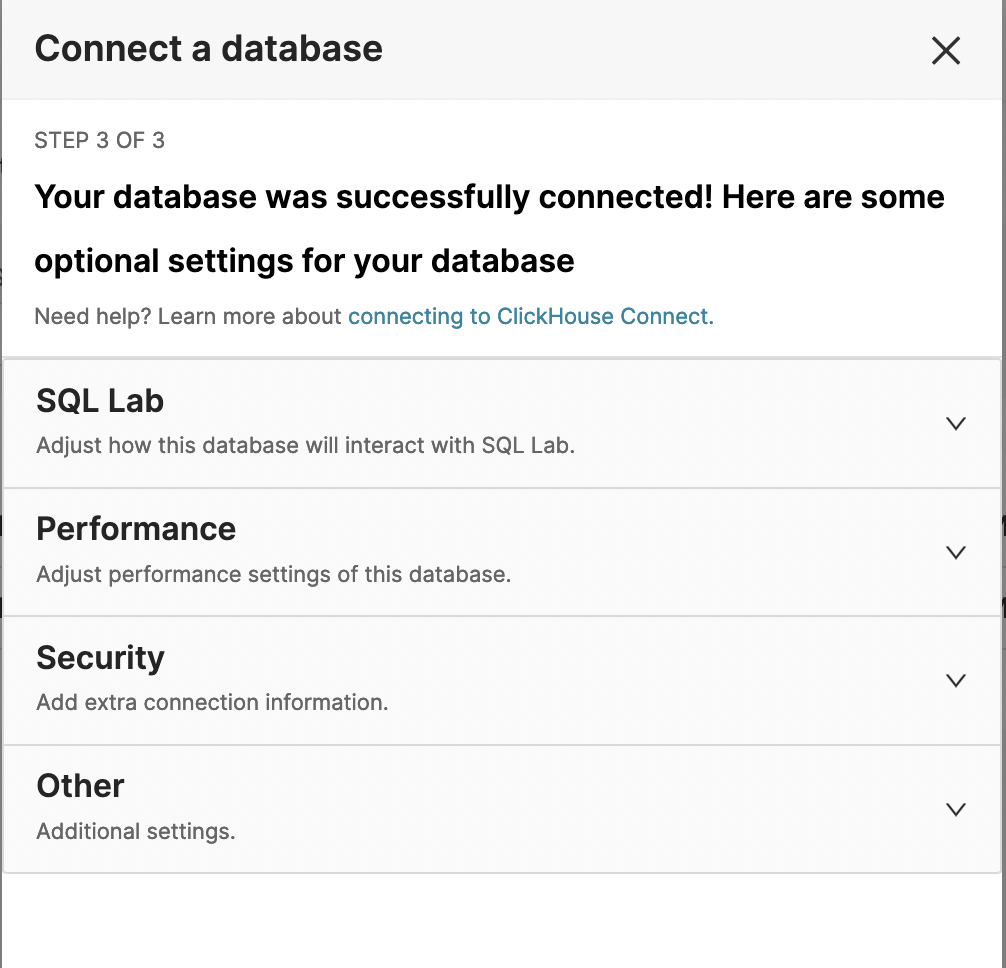 Connect a database
STEP 3 OF 3
Your database was successfully connected! Here are some
optional settings for your database
Need help? Learn more about connecting to ClickHouse Connect.
SQL Lab
Adjust how this database will interact with SQL Lab.
Performance
Adjust performance settings of this database.
Security
Add extra connection information.
Other
Additional settings.